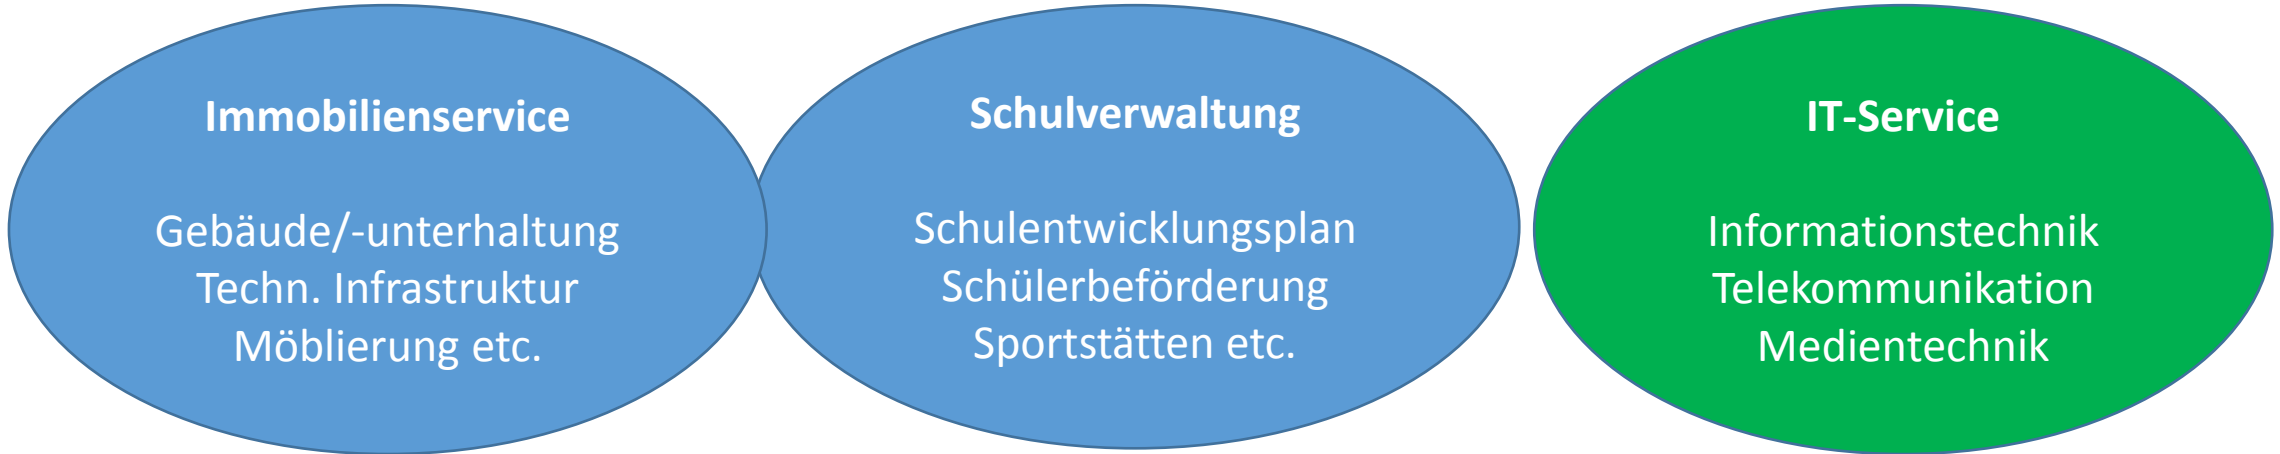 Immobilienservice
Gebäude/-unterhaltung
Techn. Infrastruktur
Möblierung etc.
Schulverwaltung
Schulentwicklungsplan
Schülerbeförderung
Sportstätten etc.
IT-Service
Informationstechnik
Telekommunikation
Medientechnik